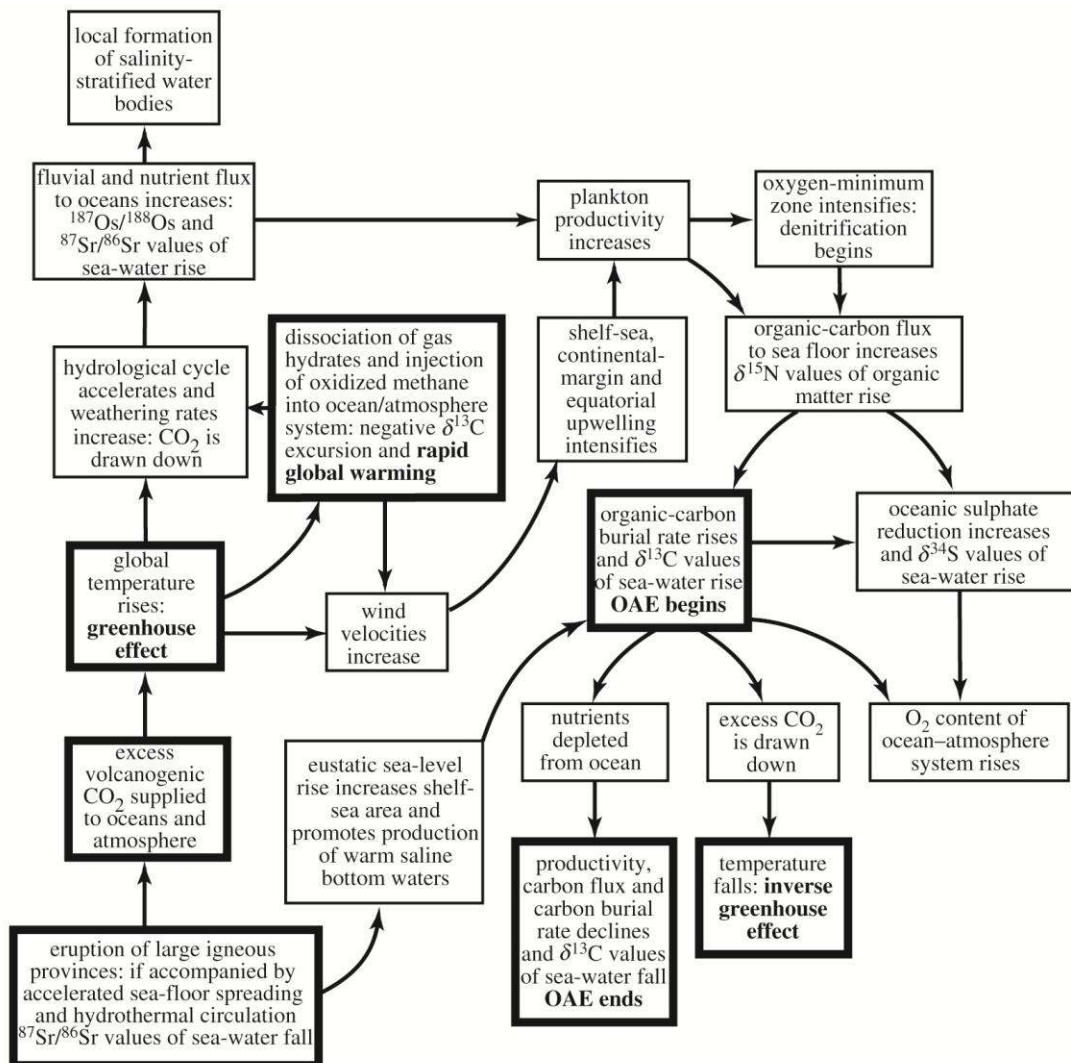 local formation
of salinity-
stratified water
bodies
fluvial and nutrient flux
to oceans increases:
¹⁸⁷Os/¹⁸⁸Os and
⁸⁷Sr/⁸⁶Sr values of
sea-water rise
plankton
productivity
increases
oxygen-minimum
zone intensifies:
denitrification
begins
hydrological cycle
accelerates and
weathering rates
increase: CO₂ is
drawn down
dissociation of gas
hydrates and injection
of oxidized methane
into ocean/atmosphere
system: negative δ¹³C
excursion and rapid
global warming
shelf-sea,
continental-
margin and
equatorial
upwelling
intensifies
organic-carbon flux
to sea floor increases
δ¹⁵N values of organic
matter rise
global
temperature
rises:
greenhouse
effect
wind
velocities
increase
organic-carbon
burial rate rises
and δ¹³C values
of sea-water rise
OAE begins
oceanic sulphate
reduction increases
and δ³⁴S values of
sea-water rise
excess
volcanogenic
CO₂ supplied
to oceans and
atmosphere
eustatic sea-level
rise increases shelf-
sea area and
promotes production
of warm saline
bottom waters
nutrients
depleted
from ocean
excess CO₂
is drawn
down
O₂ content of
ocean–atmosphere
system rises
eruption of large igneous
provinces: if accompanied by
accelerated sea-floor spreading
and hydrothermal circulation
⁸⁷Sr/⁸⁶Sr values of sea-water fall
productivity,
carbon flux and
carbon burial
rate declines
and δ¹³C values
of sea-water fall
OAE ends
temperature
falls: inverse
greenhouse
effect